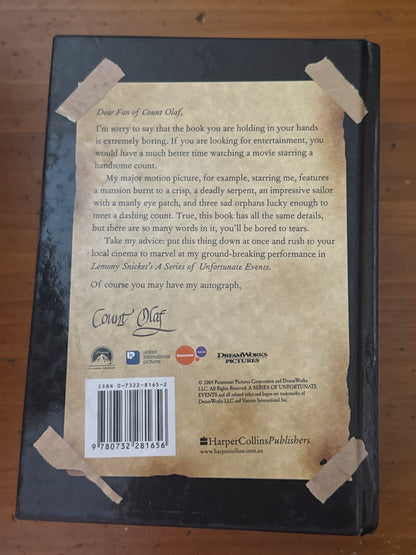 Dear Fan of Count Olaf,
I'm sorry to say that the book you are holding in your hands
is extremely boring. If you are looking for entertainment, you
would have a much better time watching a movie starring a
handsome count.
My major motion picture, for example, starring me, features
a mansion burnt to a crisp, a deadly serpent, an impressive sailor
with a manly eye patch, and three sad orphans lucky enough to
meet a dashing count. True, this book has all the same details,
but there are so many words in it, you'll be bored to tears.
Take my advice: put this thing down at once and rush to your
local cinema to marvel at my ground-breaking performance in
Lemony Snicket's A Series of Unfortunate Events.
Of course you may have my autograph,
Count Olaf
united
international
pictures
DREAMWORKS
PICTURES
ISBN 0-7322-8165-2
9 780732 281656
© 2004 Paramount Pictures Corporation and DreamWorks
LLC. All Rights Reserved. A SERIES OF UNFORTUNATE
EVENTS and all related titles and logos are trademarks of
DreamWorks LLC and Viacom International Inc.
HarperCollinsPublishers
www.harpercollins.com.au